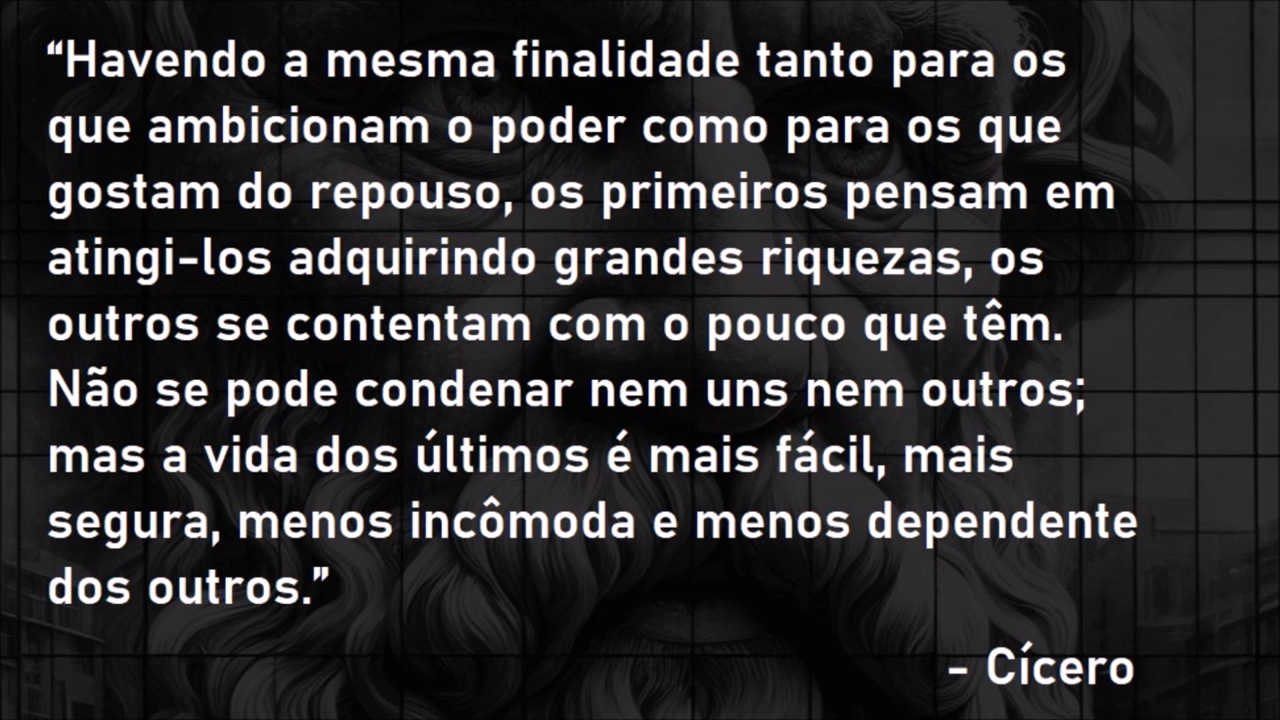 “Havendo a mesma finalidade tanto para os
que ambicionam o poder como para os que
gostam do repouso, os primeiros pensam em
atingi-los adquirindo grandes riquezas, os
outros se contentam com o pouco que têm.
Não se pode condenar nem uns nem outros;
mas a vida dos últimos é mais fácil, mais
segura, menos incômoda e menos dependente
dos outros.”
- Cícero